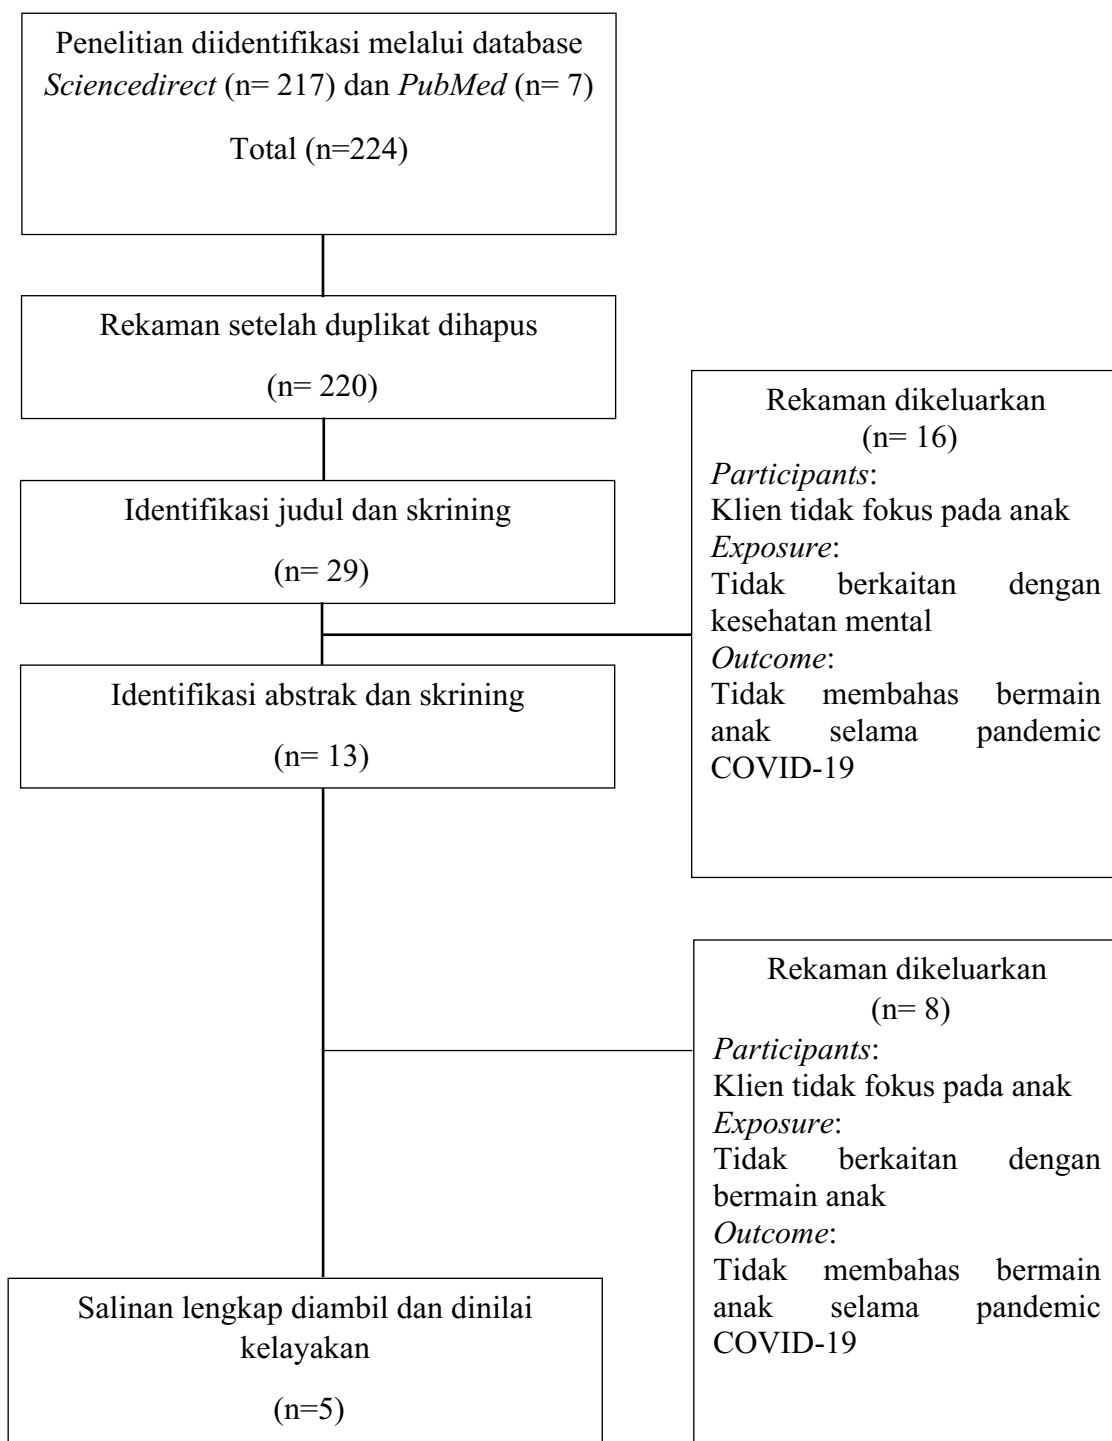 Penelitian diidentifikasi melalui database
Sciencedirect (n= 217) dan PubMed (n= 7)
Total (n=224)
Rekaman setelah duplikat dihapus
(n= 220)
Identifikasi judul dan skrining
(n= 29)
Rekaman dikeluarkan
(n= 16)
Participants:
Klien tidak fokus pada anak
Exposure:
Tidak berkaitan dengan
kesehatan mental
Outcome:
Tidak membahas bermain
anak selama pandemic
COVID-19
Identifikasi abstrak dan skrining
(n= 13)
Rekaman dikeluarkan
(n= 8)
Participants:
Klien tidak fokus pada anak
Exposure:
Tidak berkaitan dengan
bermain anak
Outcome:
Tidak membahas bermain
anak selama pandemic
COVID-19
Salinan lengkap diambil dan dinilai
kelayakan
(n=5)